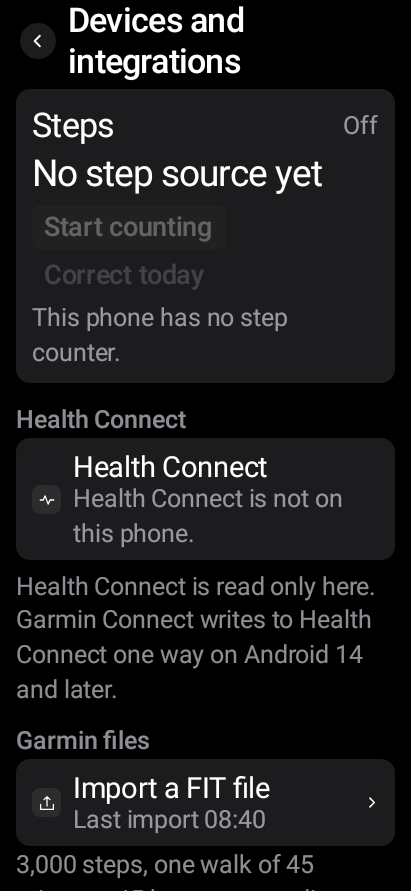 Devices and
integrations
Steps
Off
No step source yet
Start counting
Correct today
This phone has no step
counter.
Health Connect
Health Connect
Health Connect is not on
this phone.
Health Connect is read only here.
Garmin Connect writes to Health
Connect one way on Android 14
and later.
Garmin files
Import a FIT file
Last import 08:40
3,000 steps, one walk of 45